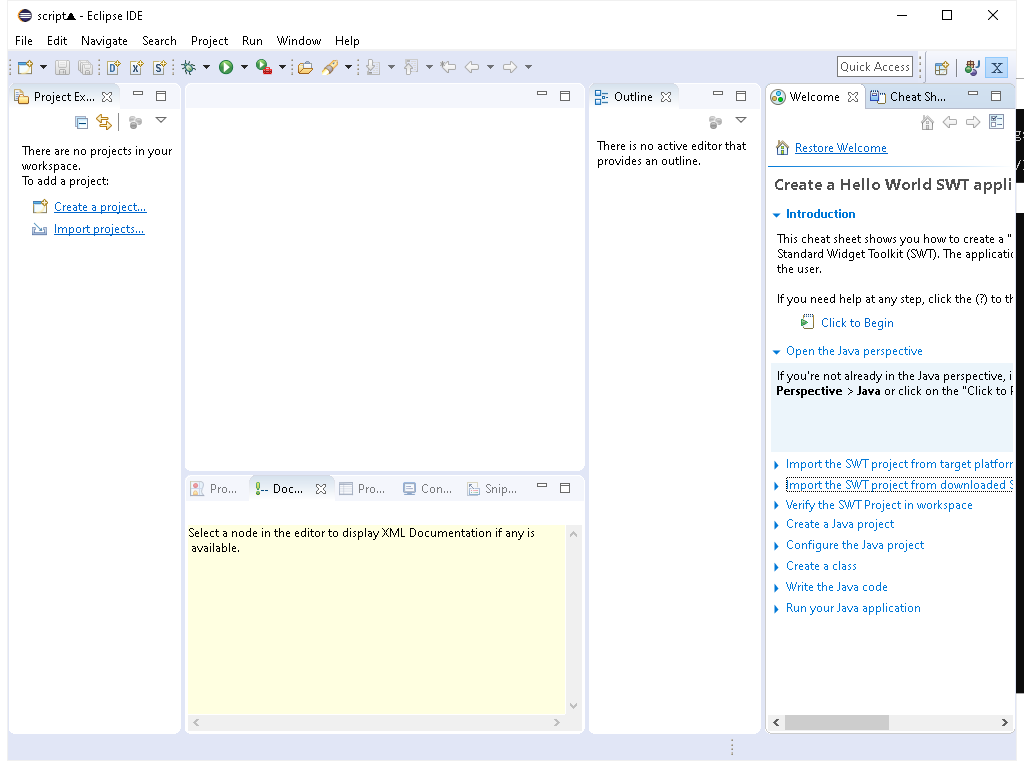 script▲ - Eclipse IDE
File Edit Navigate Search Project Run Window Help
Quick Access
Project Ex...
There are no projects in your
workspace.
To add a project:
Create a project...
Import projects...
Outline
There is no active editor that
provides an outline.
Welcome
Cheat Sh...
Restore Welcome
Create a Hello World SWT appli
Introduction
This cheat sheet shows you how to create a "
Standard Widget Toolkit (SWT). The applicatio
the user.
If you need help at any step, click the (?) to th
Click to Begin
Open the Java perspective
If you're not already in the Java perspective, i
Perspective > Java or click on the "Click to P
Import the SWT project from target platform
Import the SWT project from downloaded S
Verify the SWT Project in workspace
Create a Java project
Configure the Java project
Create a class
Write the Java code
Run your Java application
Pro...
Doc...
Pro...
Con...
Snip...
Select a node in the editor to display XML Documentation if any is
available.